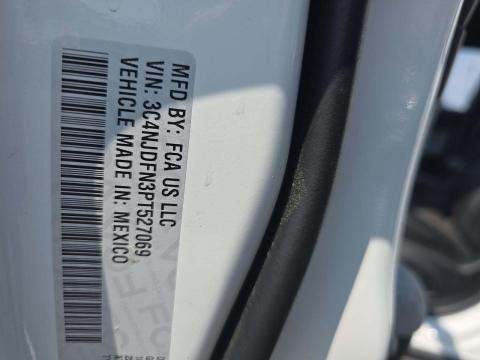 MFD BY: FCA US LLC
VIN: 3C4NJDFN3PT527069
VEHICLE MADE IN: MEXICO